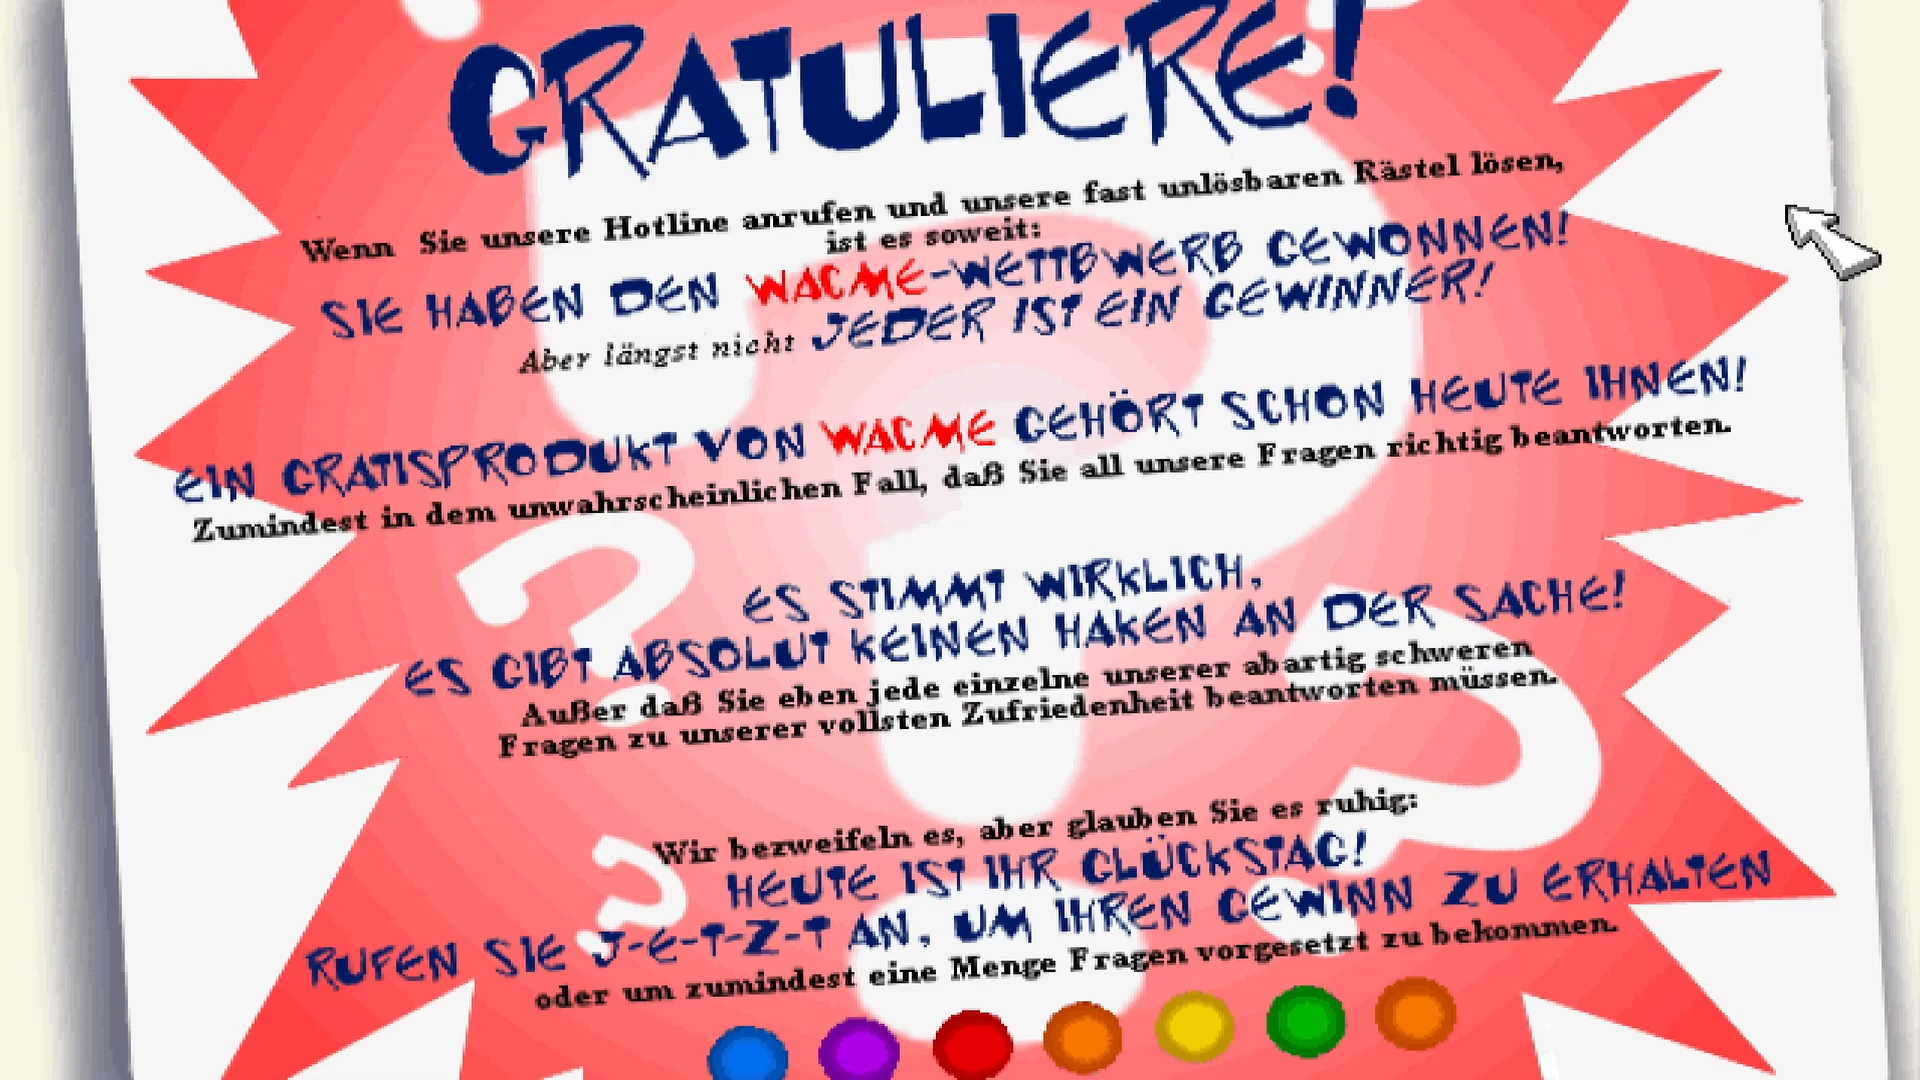 GRATULIERE!
Wenn Sie unsere Hotline anrufen und unsere fast unlösbaren Rästel lösen,
ist es soweit:
SIE HABEN DEN WACME-WETTBWERB GEWONNEN!
Aber längst nicht JEDER IST EIN GEWINNER!
EIN GRATISPRODUKT VON WACME GEHÖRT SCHON HEUTE IHNEN!
Zumindest in dem unwahrscheinlichen Fall, daß Sie all unsere Fragen richtig beantworten.
ES STIMMT WIRKLICH,
ES GIBT ABSOLUT KEINEN HAKEN AN DER SACHE!
Außer daß Sie eben jede einzelne unserer abartig schweren
Fragen zu unserer vollsten Zufriedenheit beantworten müssen.
Wir bezweifeln es, aber glauben Sie es ruhig:
HEUTE IST IHR GLÜCKSTAG!
RUFEN SIE J-E-T-Z-T AN, UM IHREN GEWINN ZU ERHALTEN
oder um zumindest eine Menge Fragen vorgesetzt zu bekommen.